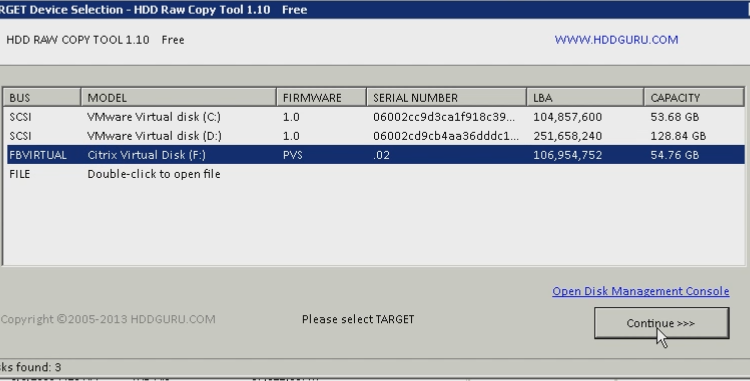 RGET Device Selection - HDD Raw Copy Tool 1.10 Free
HDD RAW COPY TOOL 1.10 Free WWW.HDDGURU.COM
BUS MODEL FIRMWARE SERIAL NUMBER LBA CAPACITY
SCSI VMware Virtual disk (C:) 1.0 06002cc9d3ca1f918c39... 104,857,600 53.68 GB
SCSI VMware Virtual disk (D:) 1.0 06002cd9cb4aa36dddc1... 251,658,240 128.84 GB
FBVIRTUAL Citrix Virtual Disk (F:) PVS .02 106,954,752 54.76 GB
FILE Double-click to open file
Open Disk Management Console
Copyright ©2005-2013 HDDGURU.COM Please select TARGET Continue >>>
ks found: 3